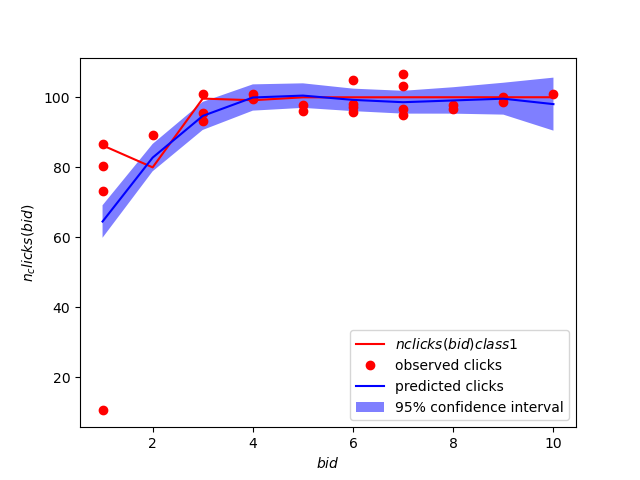 100
80
60
40
20
n_clicks(bid)
nclicks(bid)class1
observed clicks
predicted clicks
95% confidence interval
2 4 6 8 10
bid